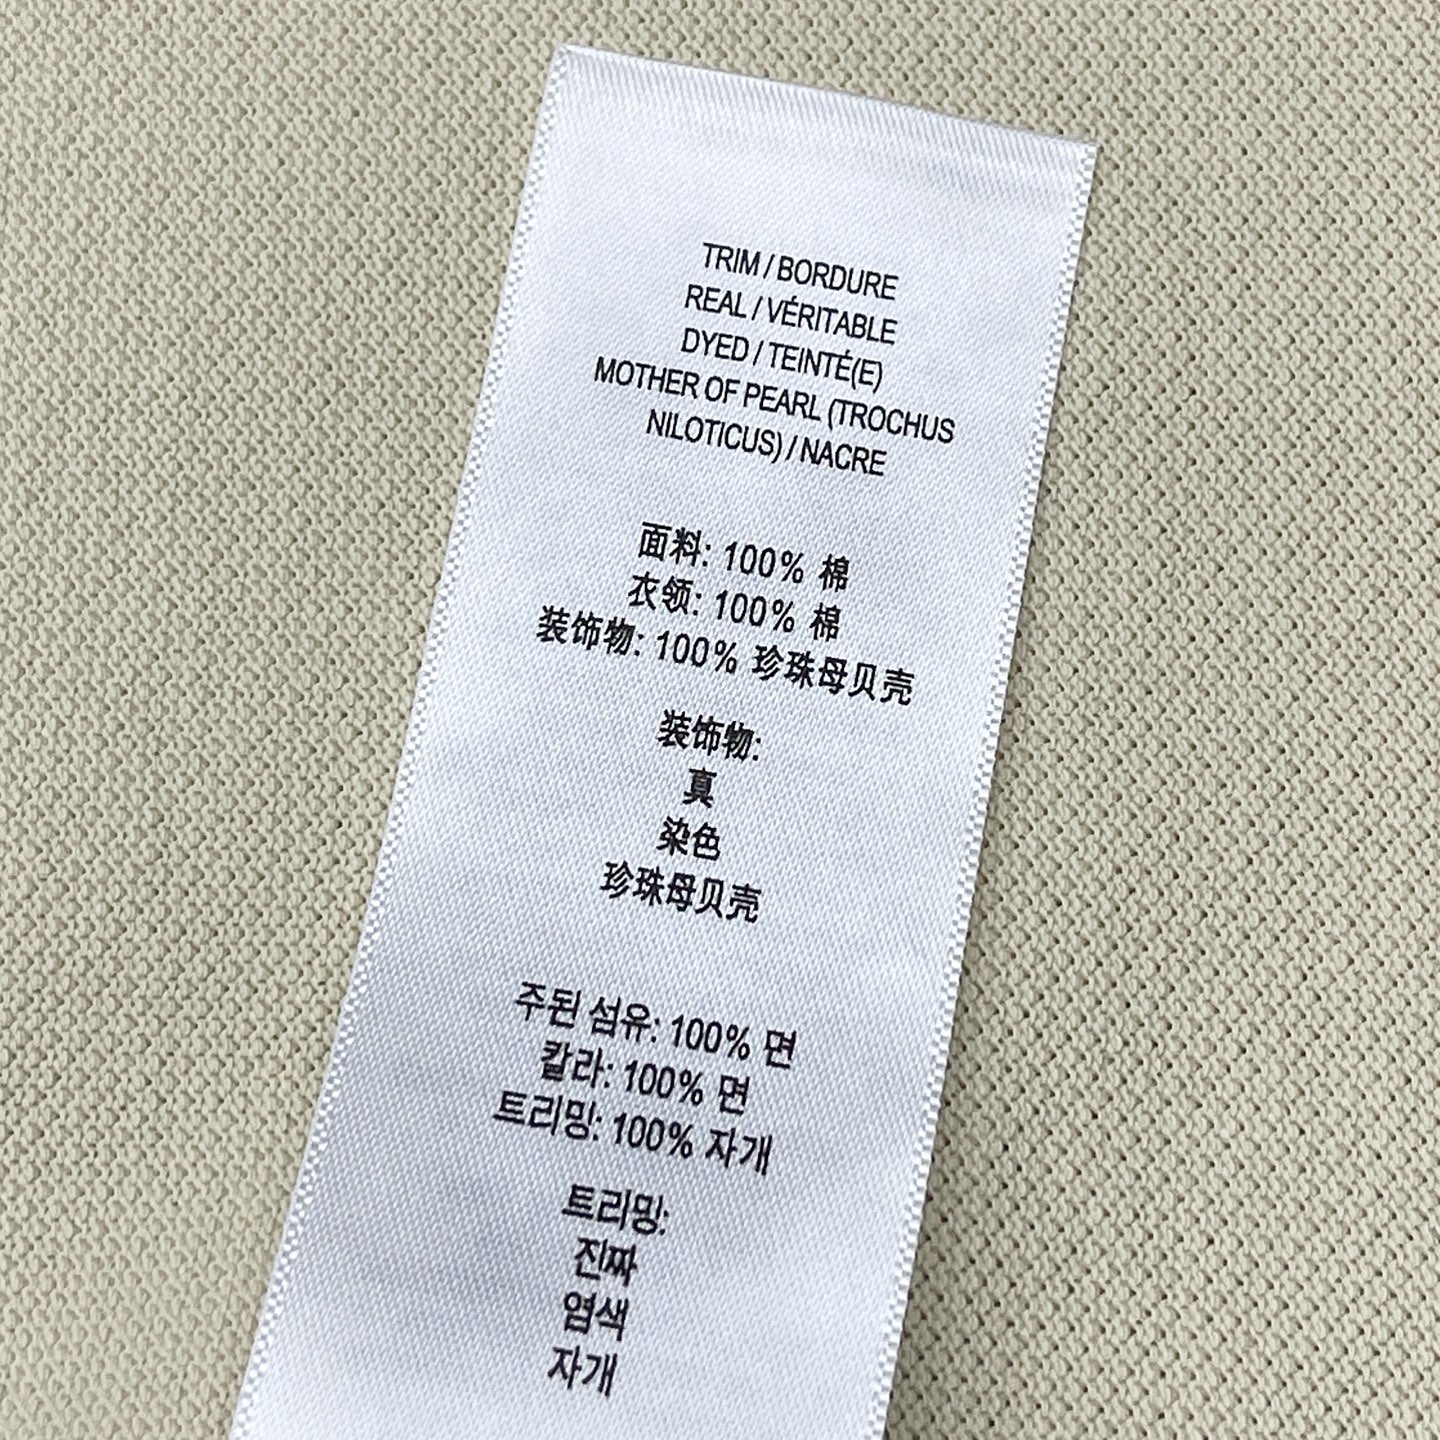 TRIM / BORDURE
REAL / VÉRITABLE
DYED / TEINTÉ(E)
MOTHER OF PEARL (TROCHUS
NILOTICUS) / NACRE
面料: 100% 棉
衣领: 100% 棉
装饰物: 100% 珍珠母贝壳
装饰物:
真
染色
珍珠母贝壳
주된 섬유: 100% 면
칼라: 100% 면
트리밍: 100% 자개
트리밍:
진짜
염색
자개